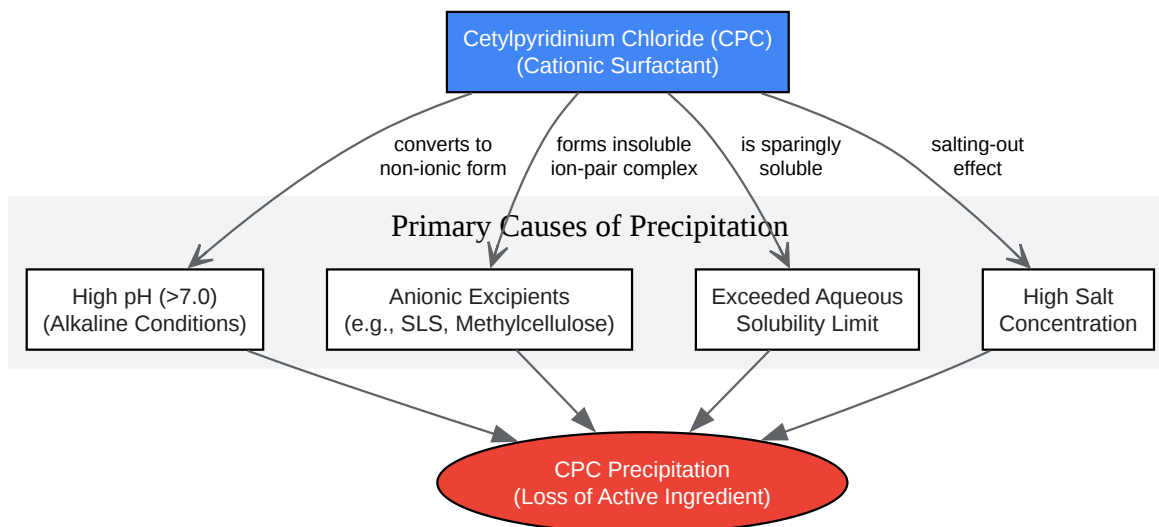 Cetylpyridinium Chloride (CPC)
(Cationic Surfactant)
converts to
non-ionic form
forms insoluble
ion-pair complex
is sparingly
soluble
salting-out
effect
Primary Causes of Precipitation
High pH (>7.0)
(Alkaline Conditions)
Anionic Excipients
(e.g., SLS, Methylcellulose)
Exceeded Aqueous
Solubility Limit
High Salt
Concentration
CPC Precipitation
(Loss of Active Ingredient)